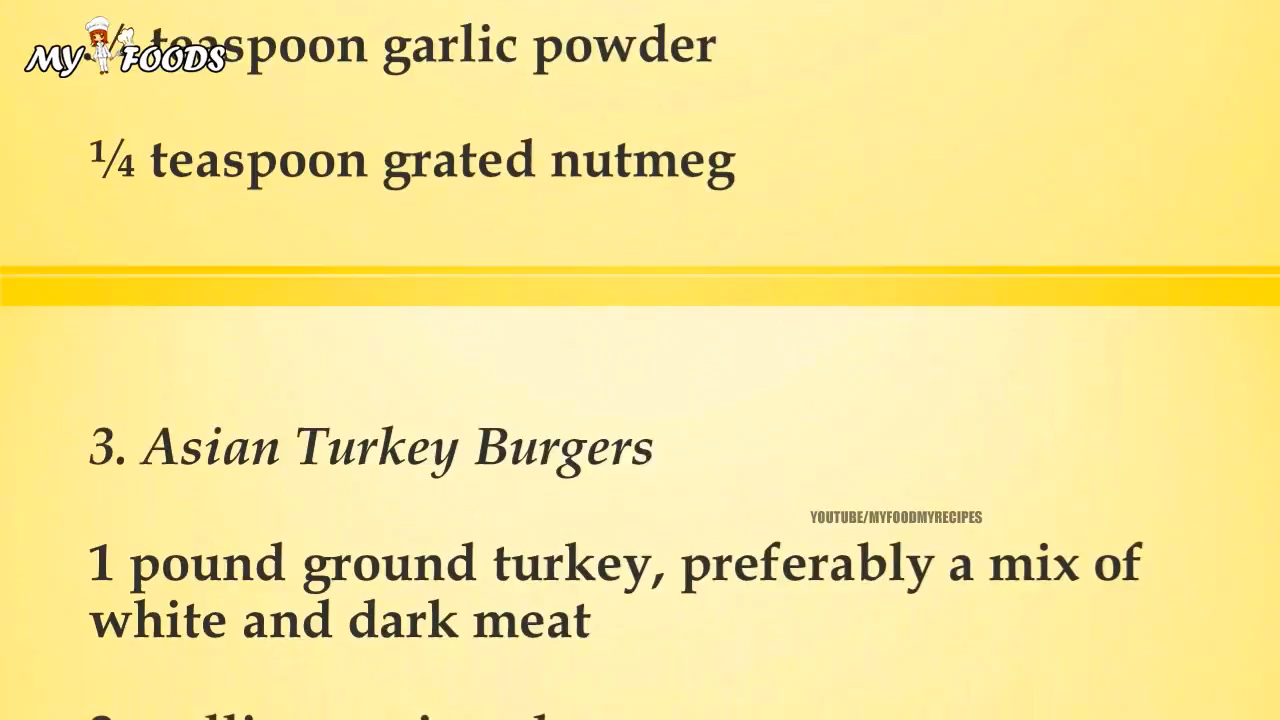 MY FOODS
teaspoon garlic powder
¼ teaspoon grated nutmeg
3. Asian Turkey Burgers
YOUTUBE/MYFOODMYRECIPES
1 pound ground turkey, preferably a mix of
white and dark meat